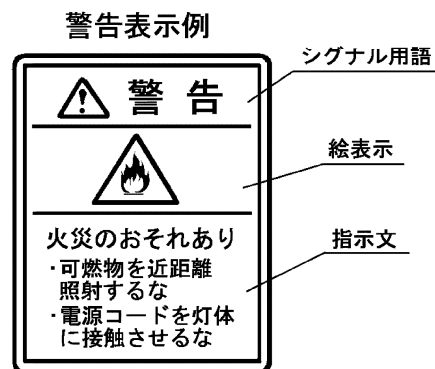 警告表示例
シグナル用語
警告
絵表示
火災のおそれあり
指示文
・可燃物を近距離
照射するな
・電源コードを灯体
に接触させるな